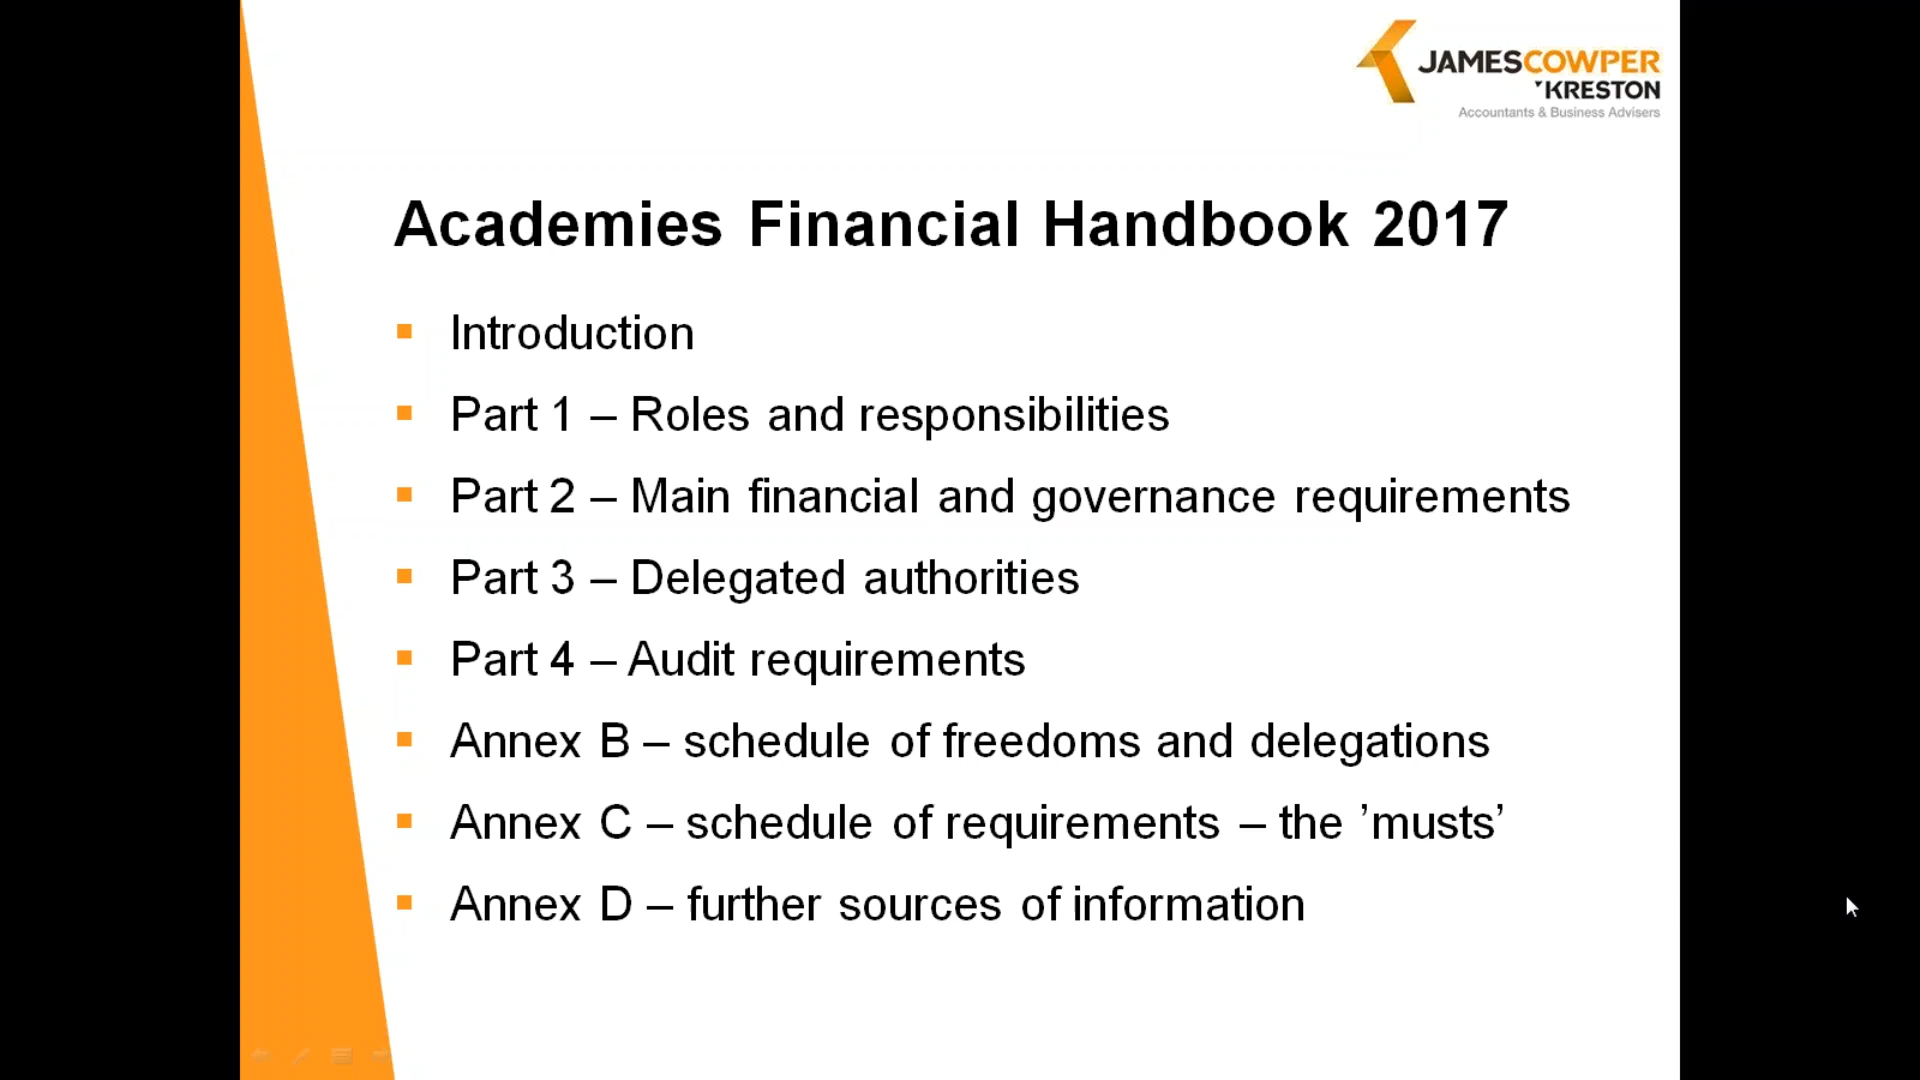 JAMESCOWPER
KRESTON
Accountants & Business Advisers
Academies Financial Handbook 2017
▪ Introduction
▪ Part 1 – Roles and responsibilities
▪ Part 2 – Main financial and governance requirements
▪ Part 3 – Delegated authorities
▪ Part 4 – Audit requirements
▪ Annex B – schedule of freedoms and delegations
▪ Annex C – schedule of requirements – the ’musts’
▪ Annex D – further sources of information